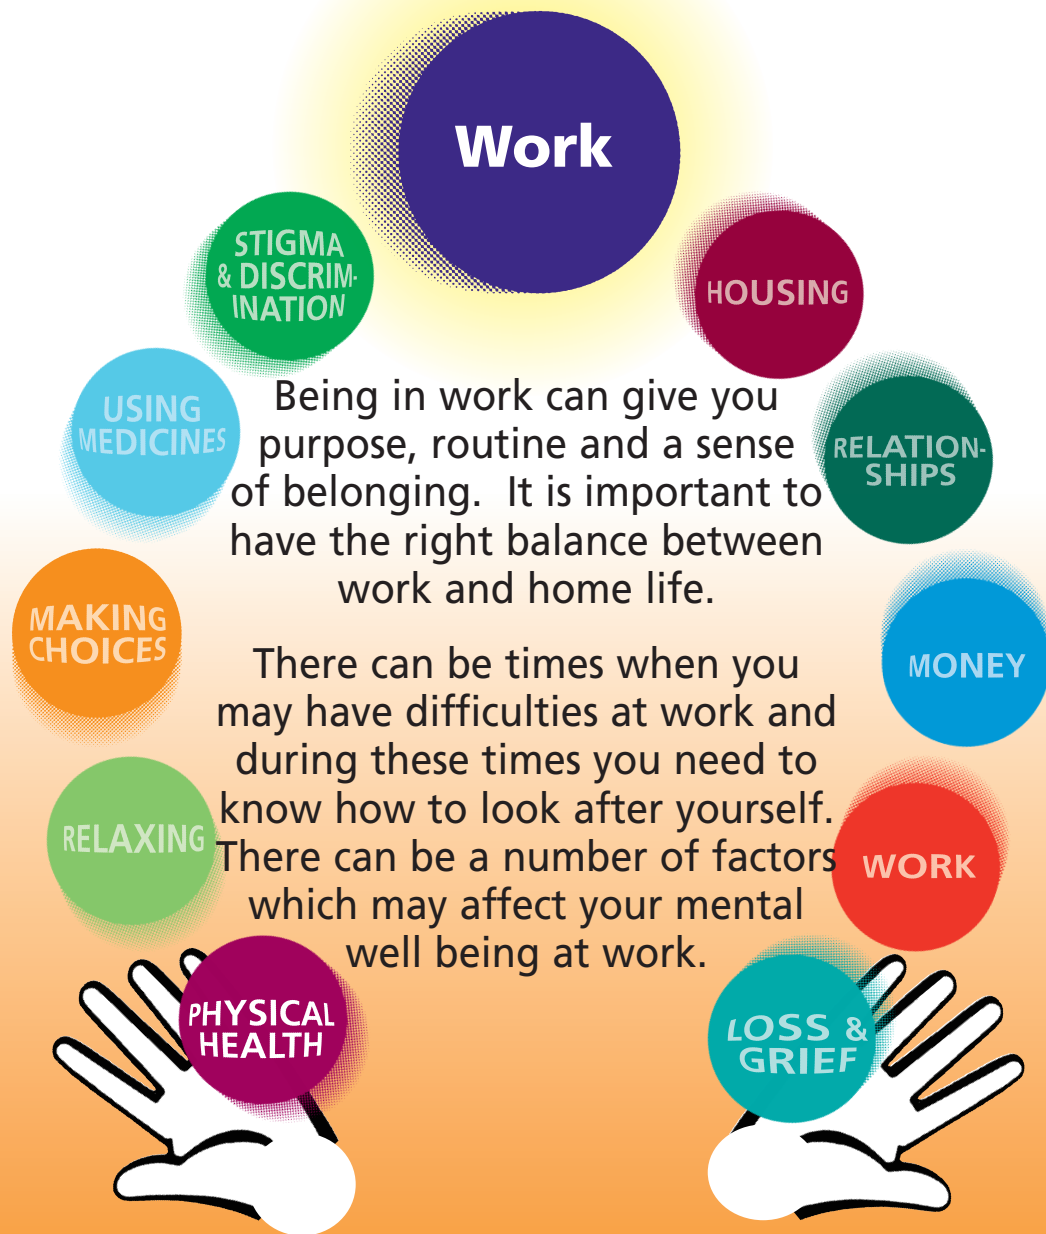 Work
STIGMA
& DISCRIM-
INATION
HOUSING
USING
MEDICINES
RELATION-
SHIPS
MAKING
CHOICES
MONEY
RELAXING
WORK
PHYSICAL
HEALTH
LOSS &
GRIEF
Being in work can give you
purpose, routine and a sense
of belonging.  It is important to
have the right balance between
work and home life.
There can be times when you
may have difficulties at work and
during these times you need to
know how to look after yourself.
There can be a number of factors
which may affect your mental
well being at work.